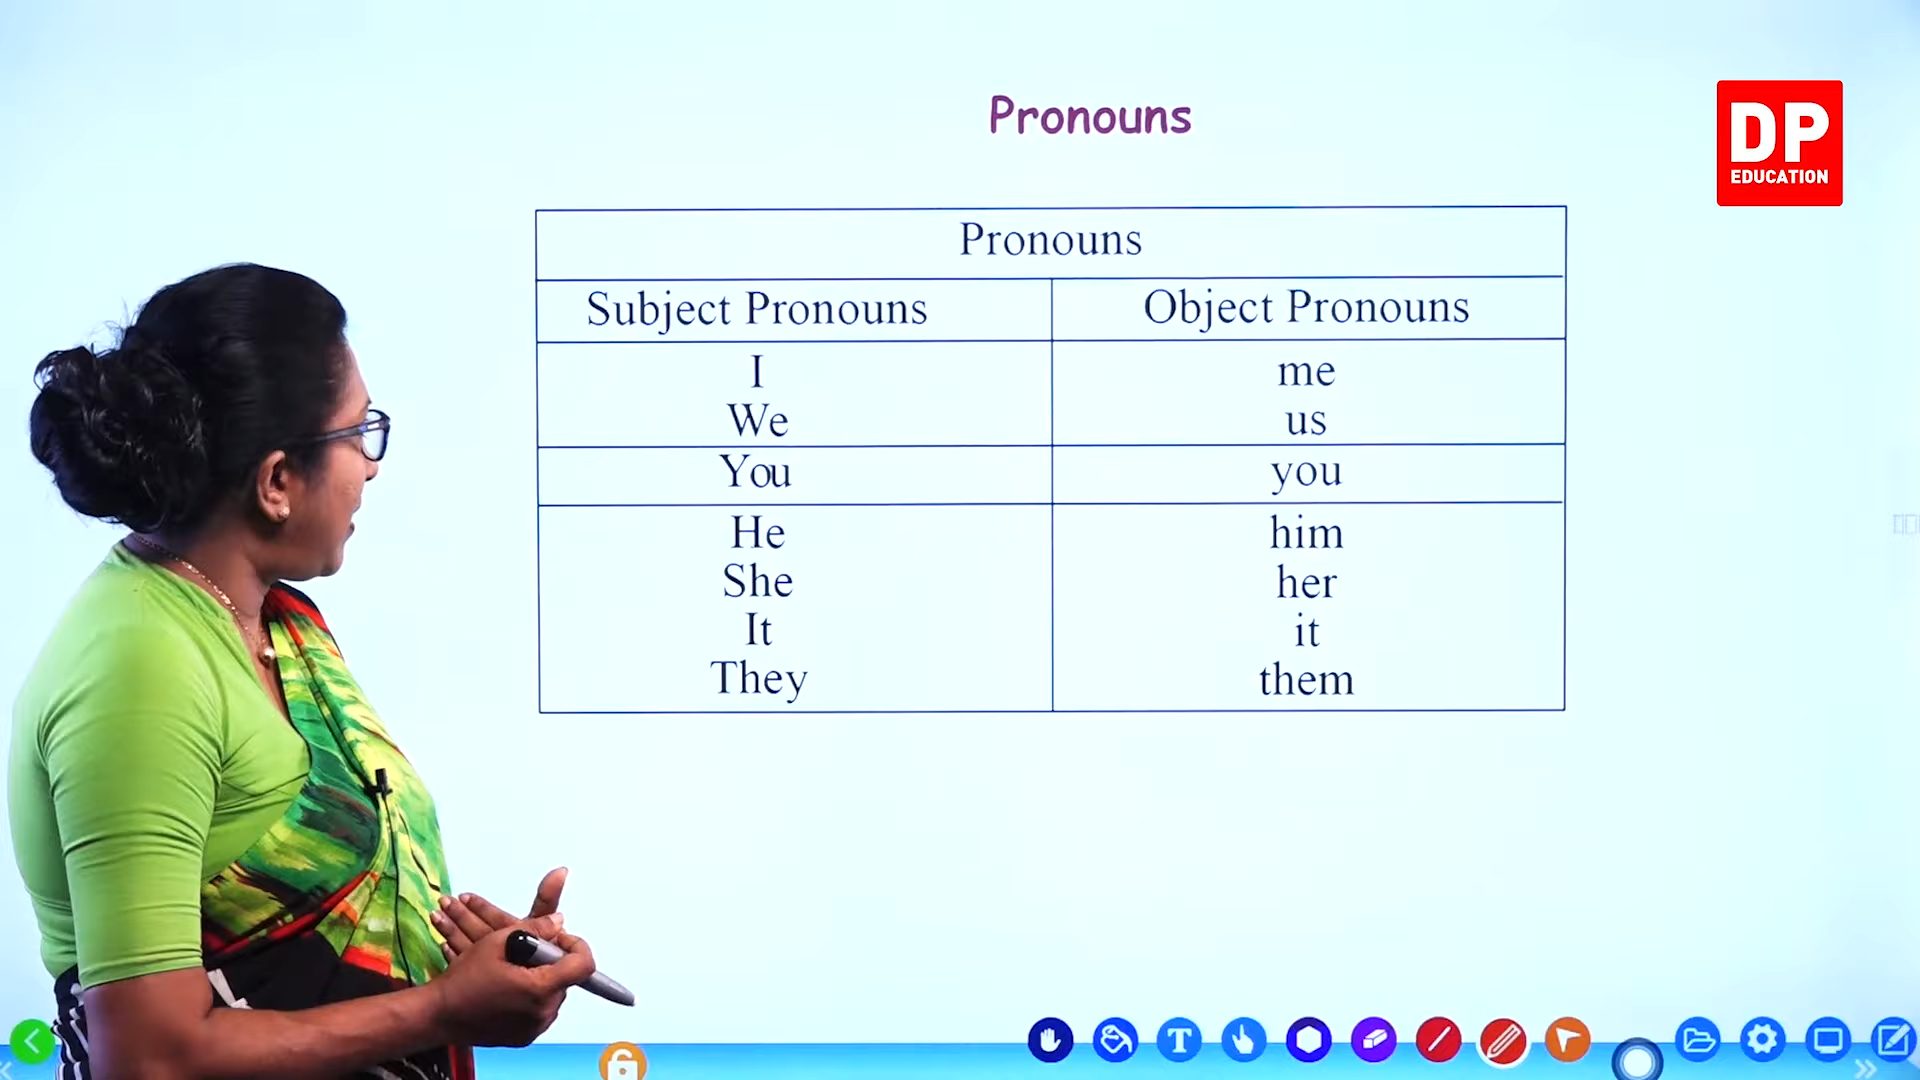 Pronouns
DP
EDUCATION
Pronouns
Subject Pronouns Object Pronouns
I me
We us
You you
He him
She her
It it
They them
T